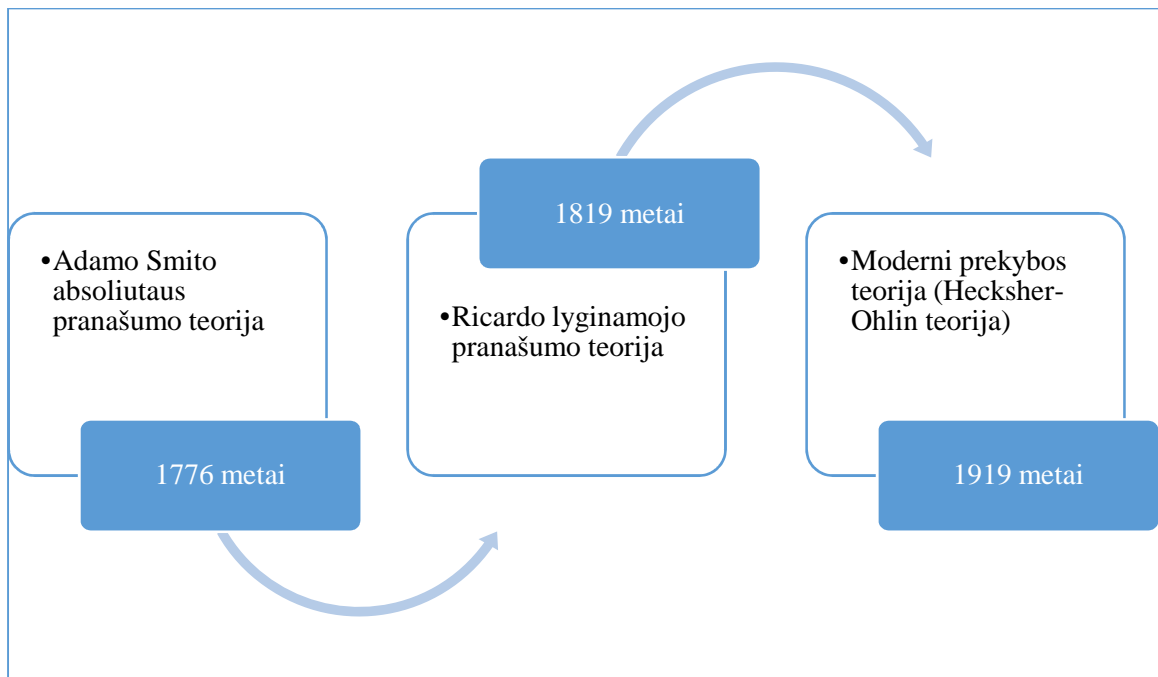 •Adamo Smito
absoliutaus
pranašumo teorija
1776 metai
1819 metai
•Ricardo lyginamojo
pranašumo teorija
•Moderni prekybos
teorija (Hecksher-
Ohlin teorija)
1919 metai